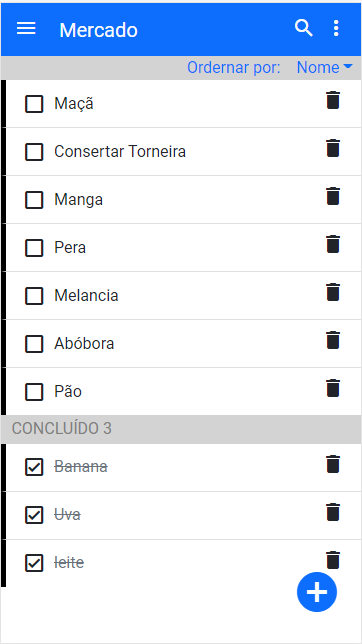 Mercado
Ordernar por: Nome
Maçã
Consertar Torneira
Manga
Pera
Melancia
Abóbora
Pão
CONCLUÍDO 3
Banana
Uva
leite